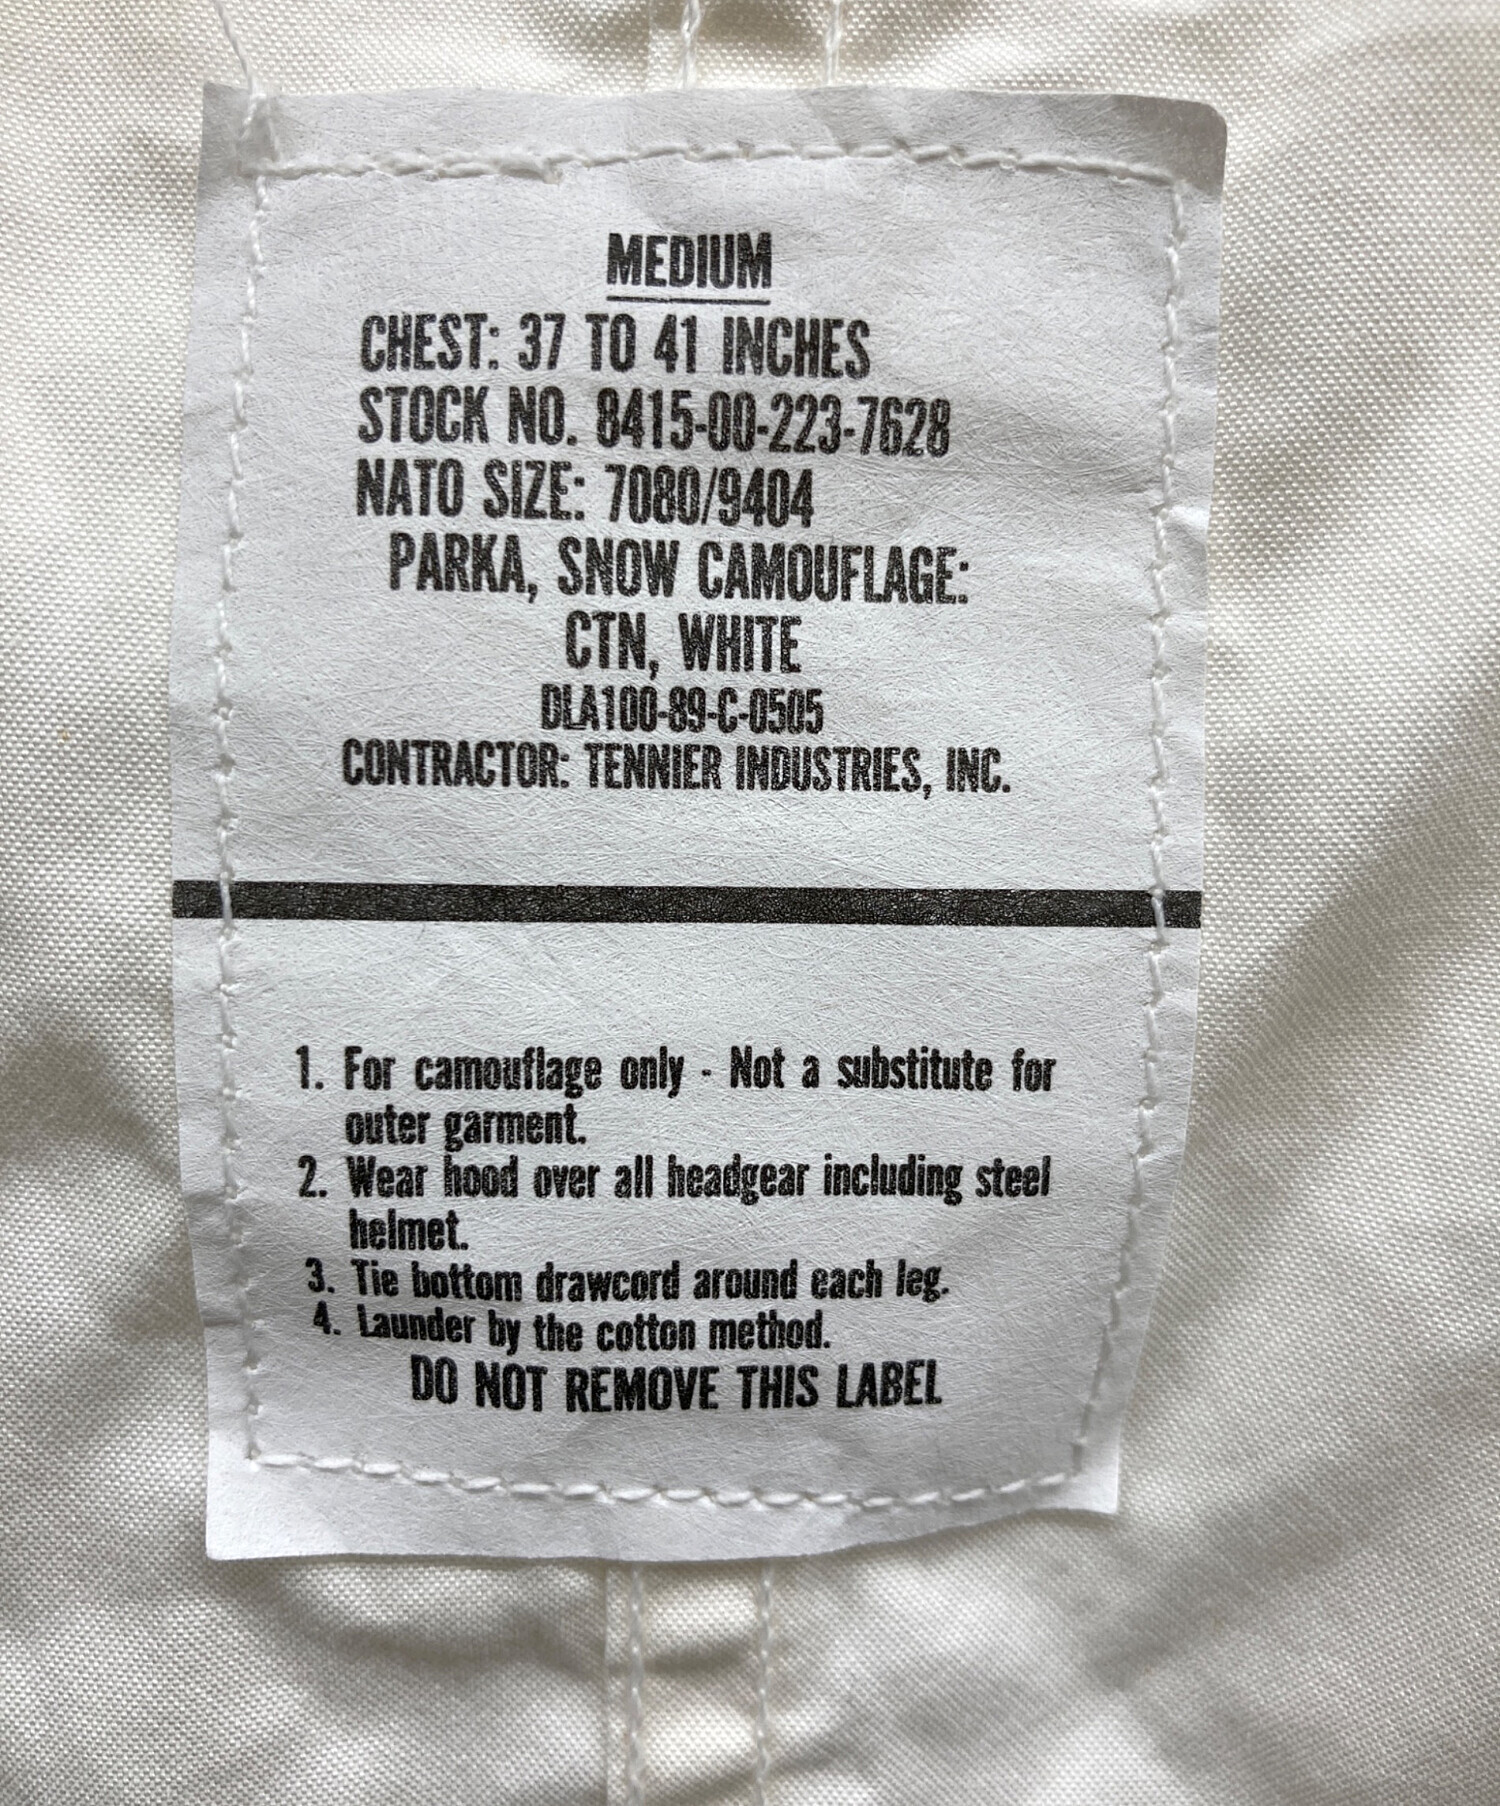 MEDIUM
CHEST: 37 TO 41 INCHES
STOCK NO. 8415-00-223-7628
NATO SIZE: 7080/9404
PARKA, SNOW CAMOUFLAGE:
CTN, WHITE
DLA100-89-C-0505
CONTRACTOR: TENNIER INDUSTRIES, INC.
1. For camouflage only - Not a substitute for
outer garment.
2. Wear hood over all headgear including steel
helmet.
3. Tie bottom drawcord around each leg.
4. Launder by the cotton method.
DO NOT REMOVE THIS LABEL